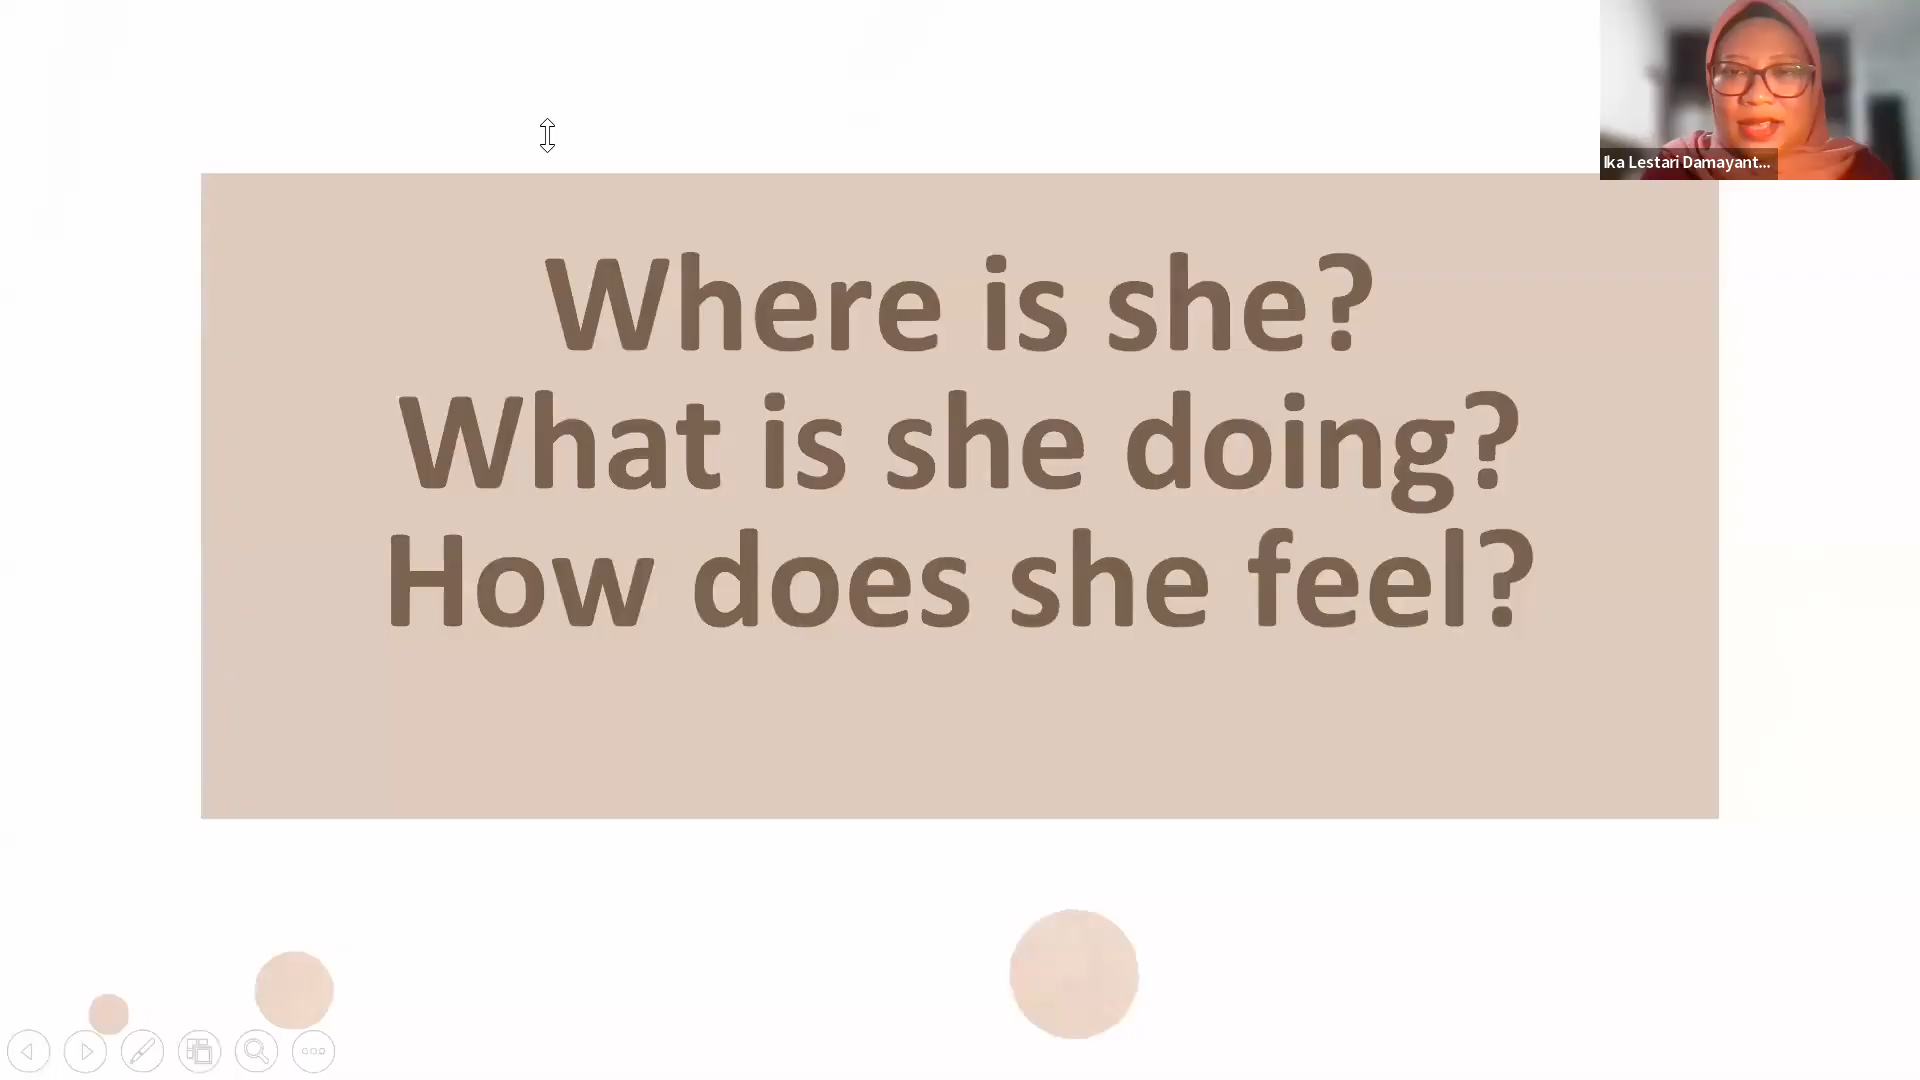 Ika Lestari Damayant...
Where is she?
What is she doing?
How does she feel?